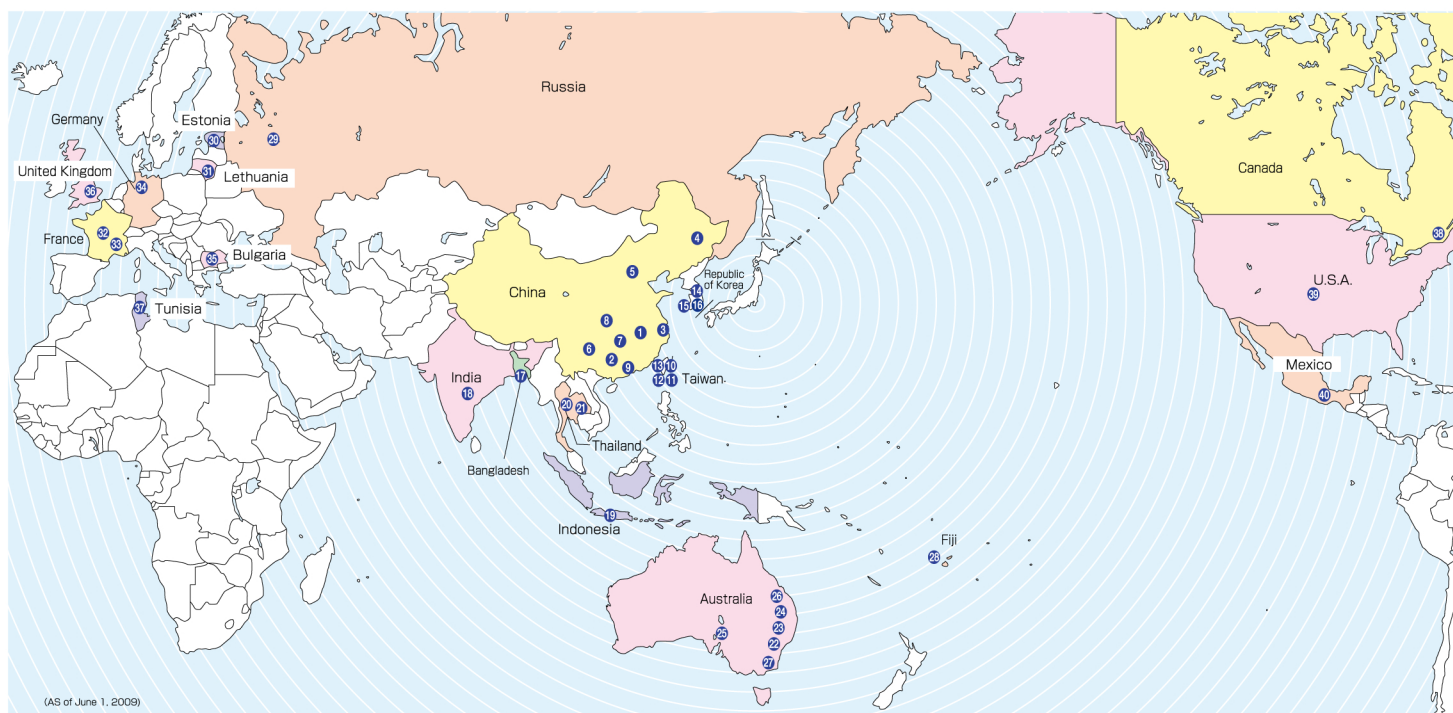 Russia
Estonia
Germany
30
29
United Kingdom
31
Lethuania
34
36
Canada
France
32
33
35
Bulgaria
4
38
5
Republic
of Korea
China
U.S.A.
14
15
16
39
37
Tunisia
8
1
3
7
6
2
9
13
10
Mexico
India
17
12
11
Taiwan
18
40
20
21
Thailand
Bangladesh
19
Indonesia
Fiji
28
Australia
26
24
25
23
22
27
(AS of June 1, 2009)